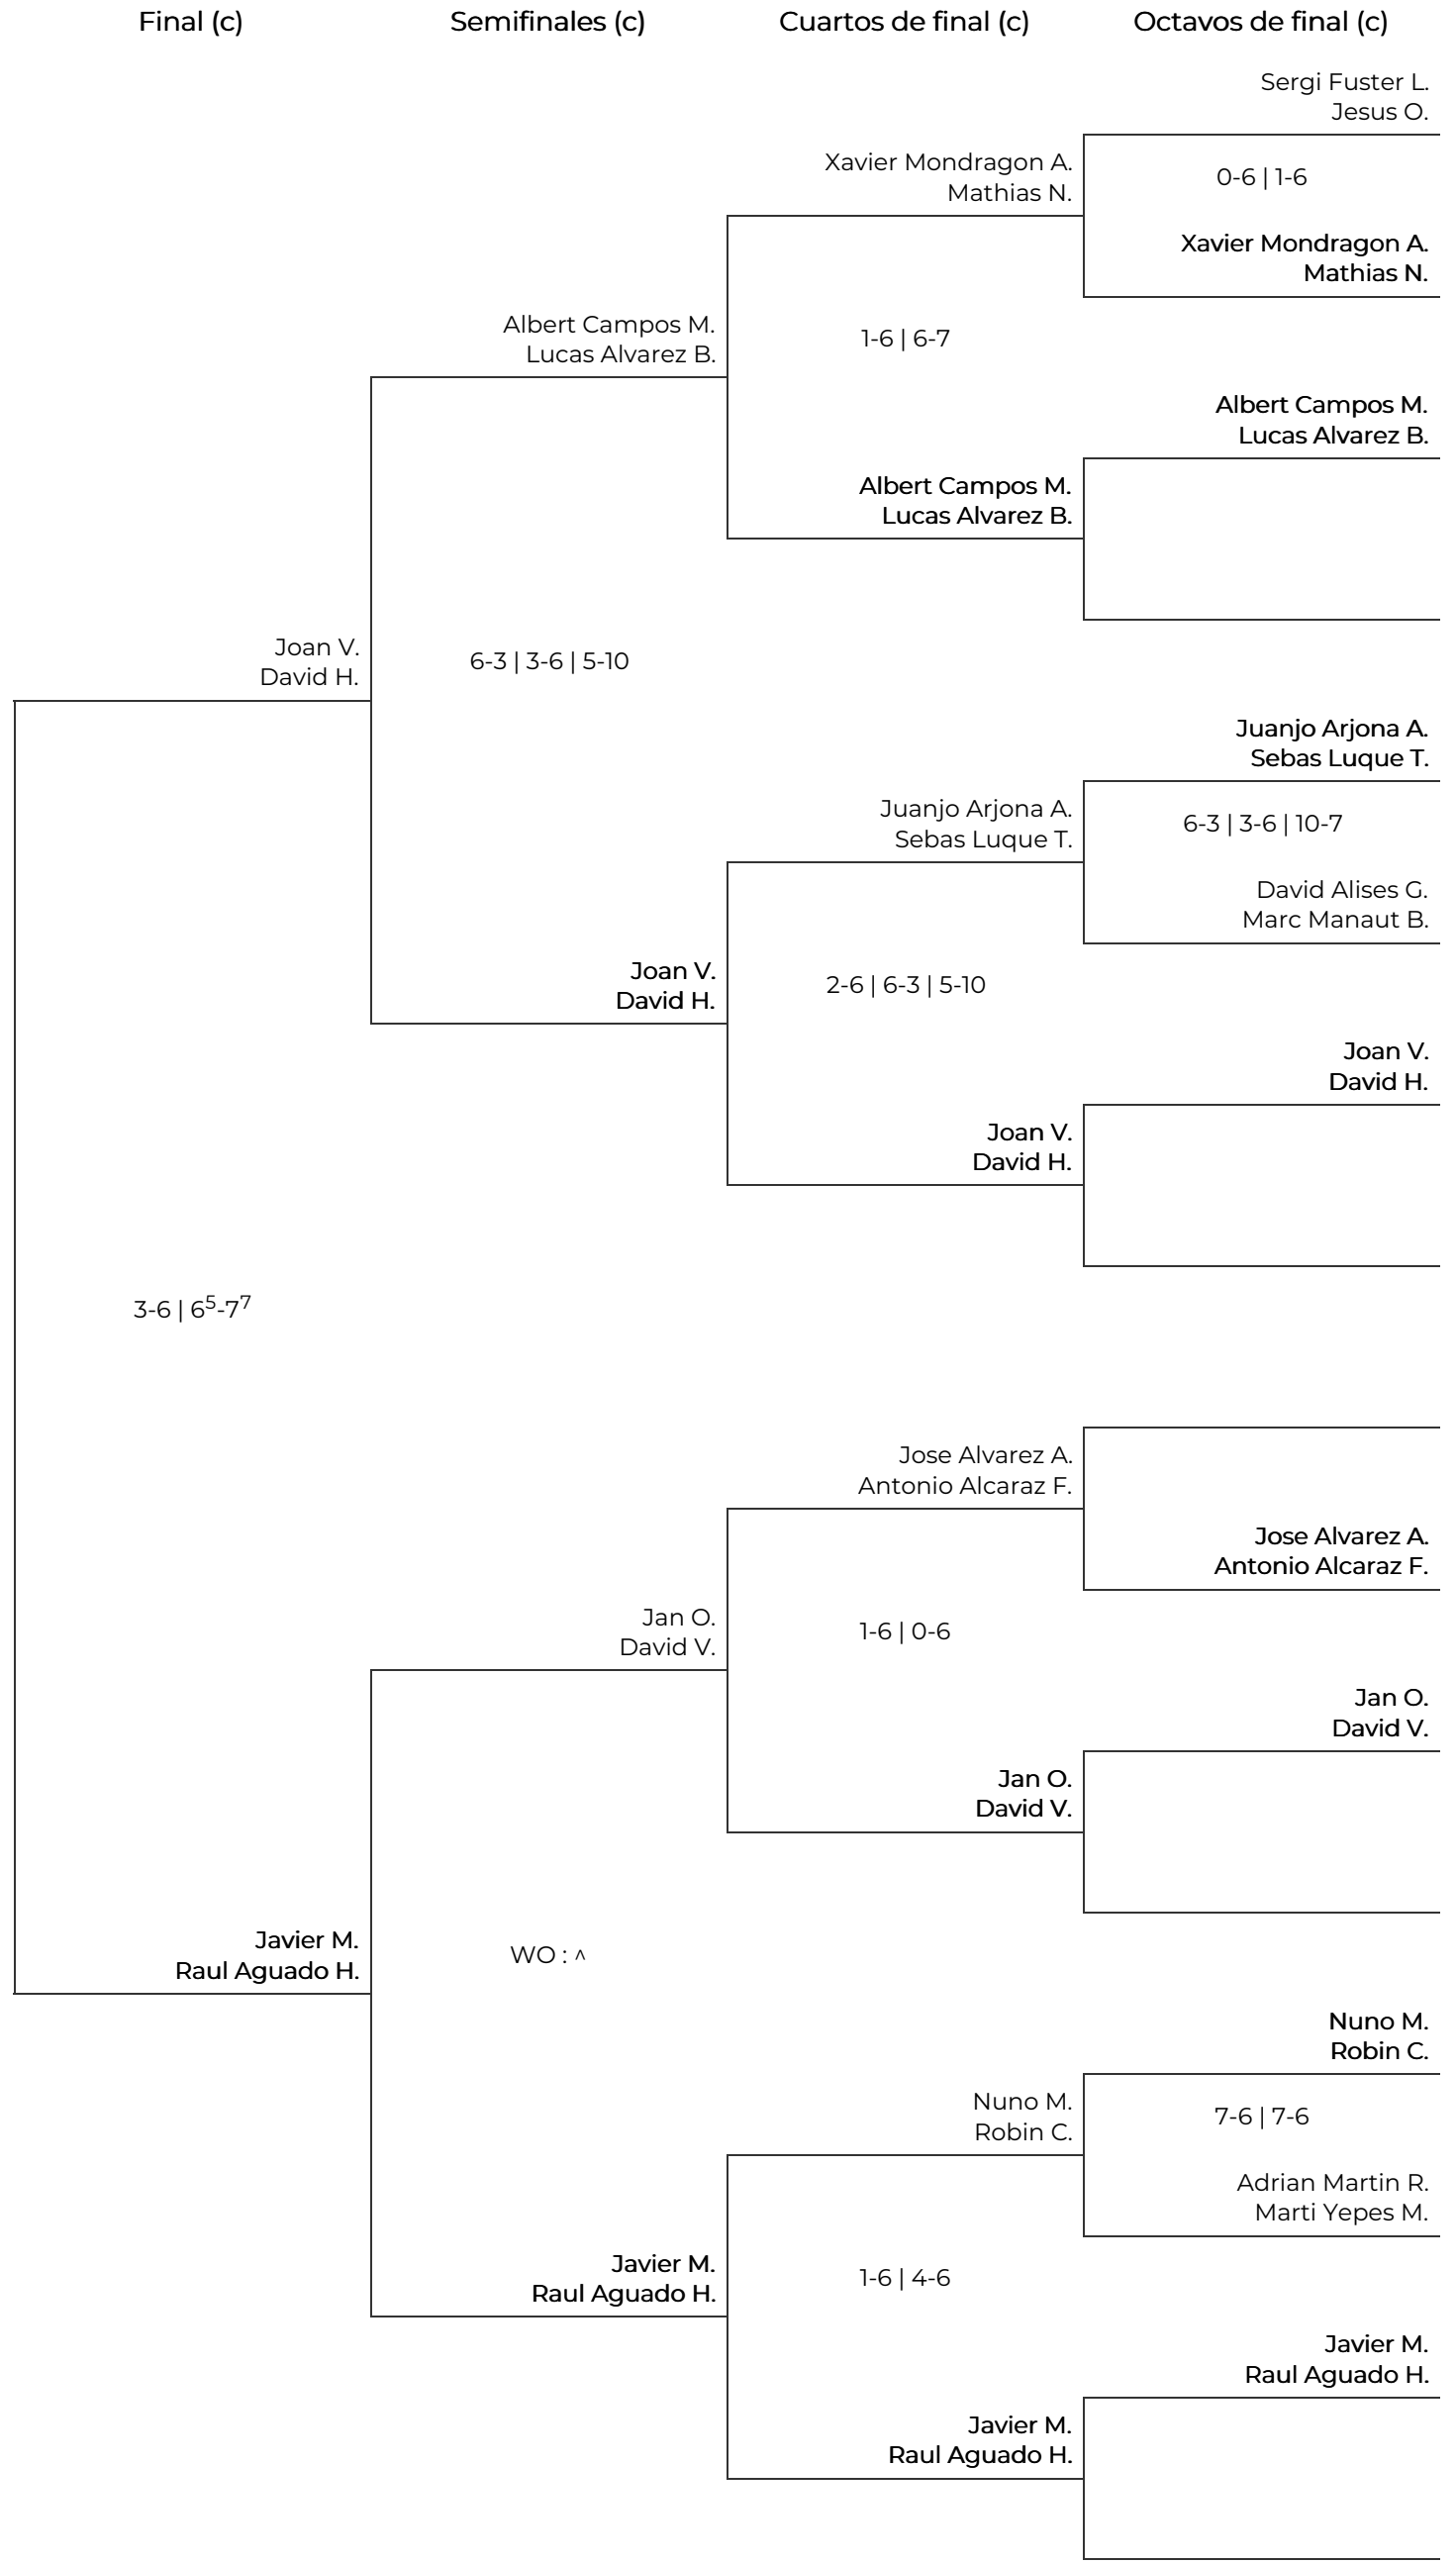 Final (c)
Semifinales (c)
Cuartos de final (c)
Octavos de final (c)
Sergi Fuster L.
Jesus O.
Xavier Mondragon A.
Mathias N.
0-6 | 1-6
Xavier Mondragon A.
Mathias N.
Albert Campos M.
Lucas Alvarez B.
1-6 | 6-7
Albert Campos M.
Lucas Alvarez B.
Albert Campos M.
Lucas Alvarez B.
Joan V.
David H.
6-3 | 3-6 | 5-10
Juanjo Arjona A.
Sebas Luque T.
Juanjo Arjona A.
Sebas Luque T.
6-3 | 3-6 | 10-7
David Alises G.
Marc Manaut B.
Joan V.
David H.
2-6 | 6-3 | 5-10
Joan V.
David H.
Joan V.
David H.
3-6 | 6⁵-7⁷
Jose Alvarez A.
Antonio Alcaraz F.
Jose Alvarez A.
Antonio Alcaraz F.
Jan O.
David V.
1-6 | 0-6
Jan O.
David V.
Jan O.
David V.
Javier M.
Raul Aguado H.
WO : ^
Nuno M.
Robin C.
Nuno M.
Robin C.
7-6 | 7-6
Adrian Martin R.
Marti Yepes M.
Javier M.
Raul Aguado H.
1-6 | 4-6
Javier M.
Raul Aguado H.
Javier M.
Raul Aguado H.